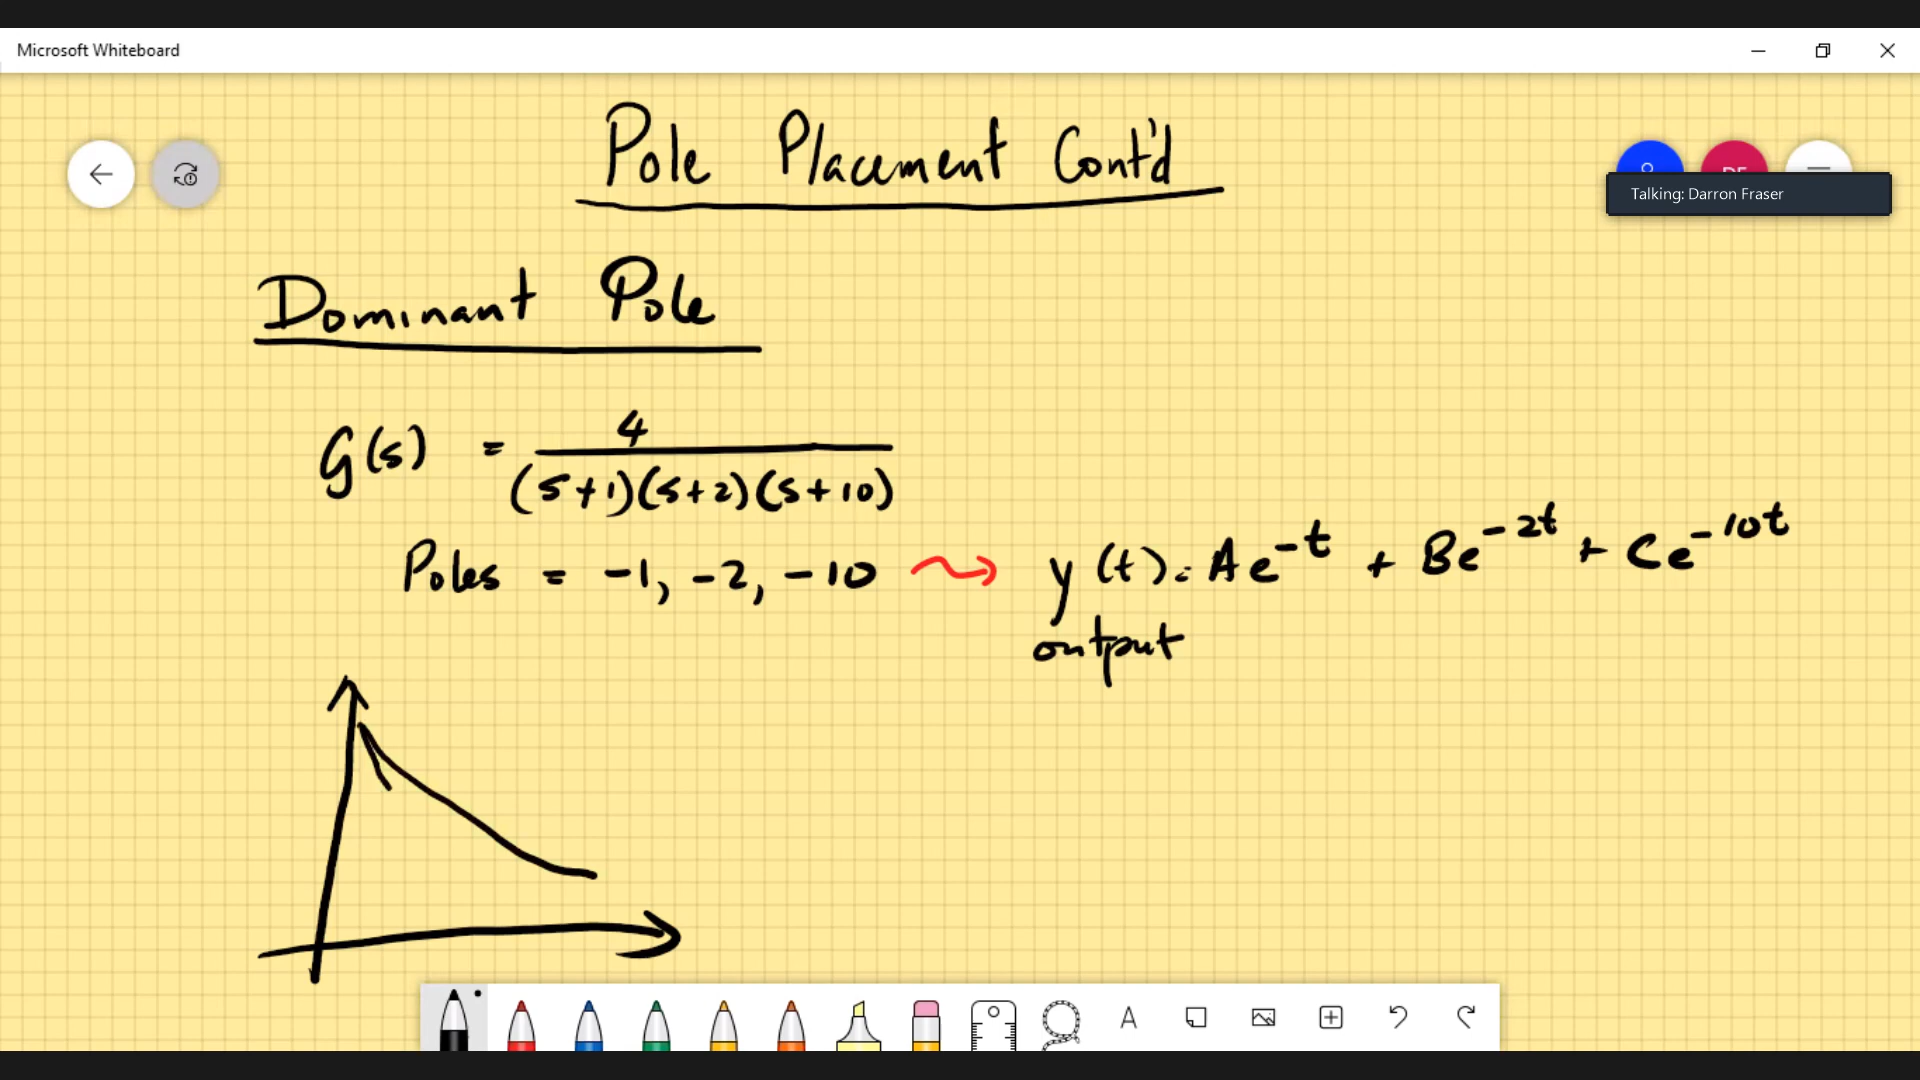 Microsoft Whiteboard
Pole Placement Cont'd
Talking: Darron Fraser
Dominant Pole
G(s) = 4
(s+1)(s+2)(s+10)
Poles = -1, -2, -10 y(t) = Ae^-t + Be^-2t + Ce^-10t
output
A